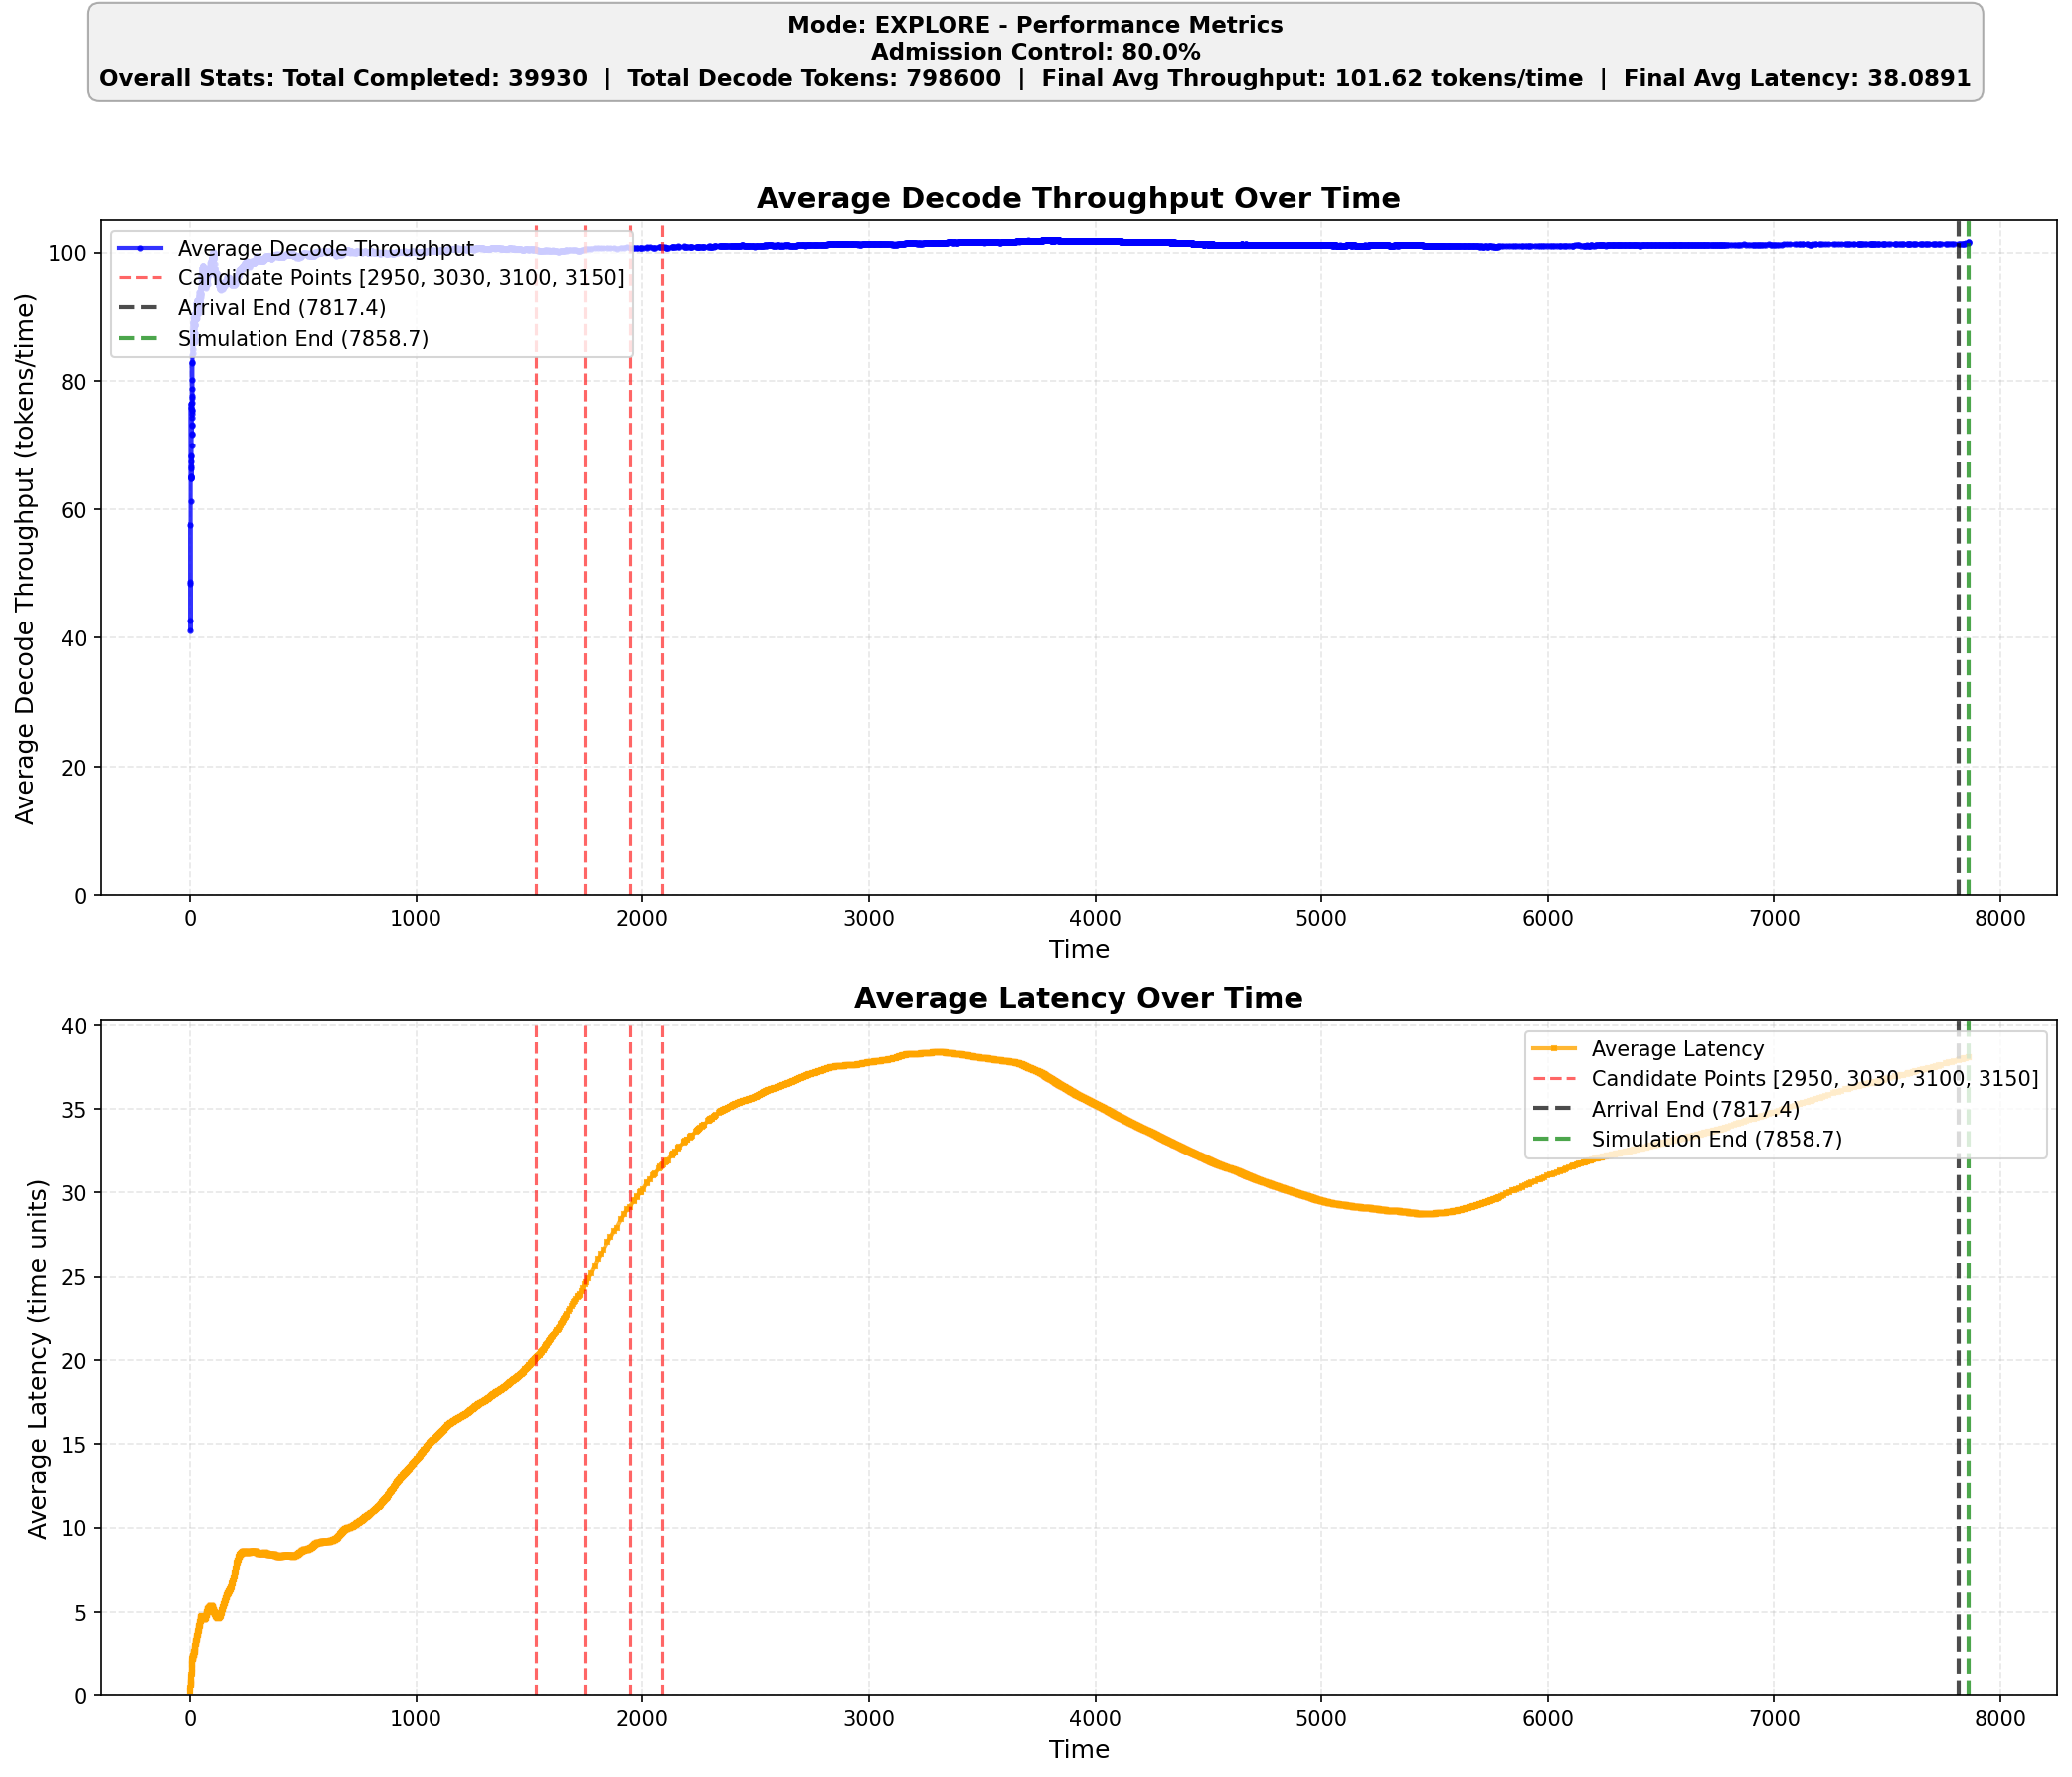 Mode: EXPLORE - Performance Metrics
Admission Control: 80.0%
Overall Stats: Total Completed: 39930 | Total Decode Tokens: 798600 | Final Avg Throughput: 101.62 tokens/time | Final Avg Latency: 38.0891
Average Decode Throughput Over Time
Average Decode Throughput (tokens/time)
100
80
60
40
20
0
Average Decode Throughput
Candidate Points [2950, 3030, 3100, 3150]
Arrival End (7817.4)
Simulation End (7858.7)
0 1000 2000 3000 4000 5000 6000 7000 8000
Time
Average Latency Over Time
Average Latency (time units)
40
35
30
25
20
15
10
5
0
Average Latency
Candidate Points [2950, 3030, 3100, 3150]
Arrival End (7817.4)
Simulation End (7858.7)
0 1000 2000 3000 4000 5000 6000 7000 8000
Time